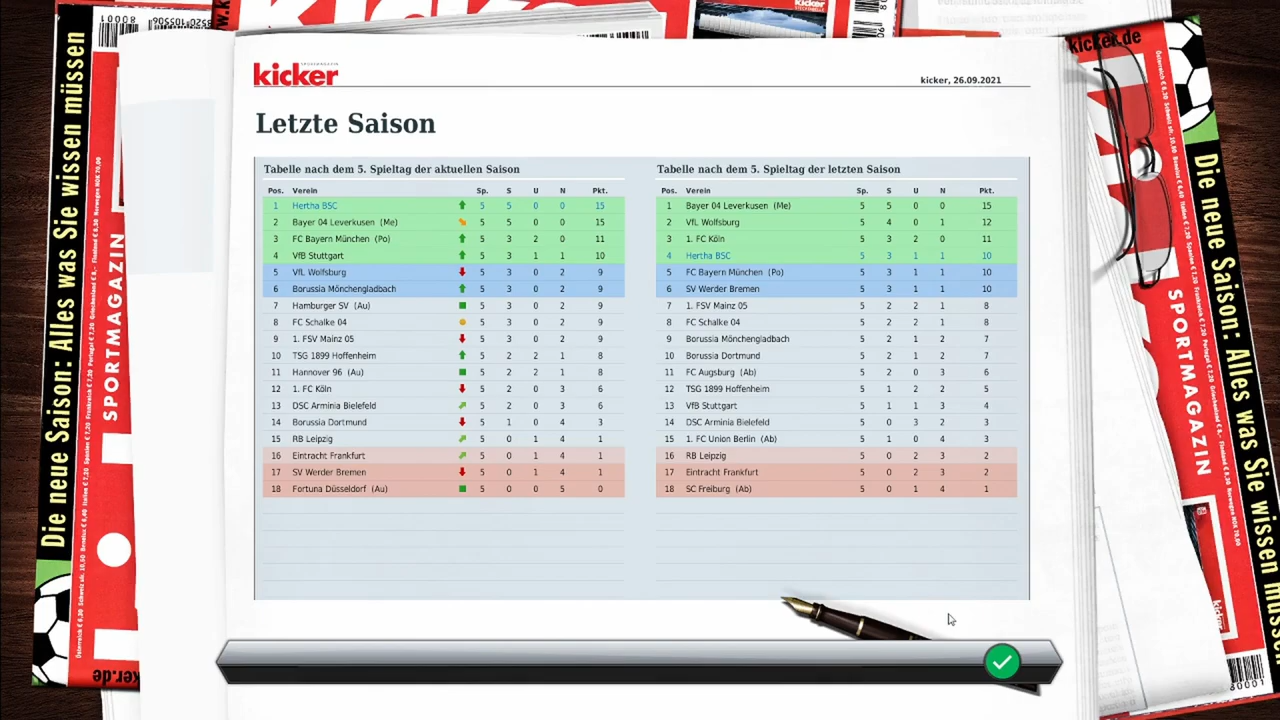 kicker
kicker.de
Die neue Saison: Alles was Sie wissen müssen
SPORTMAGAZIN
kicker
kicker, 26.09.2021
Letzte Saison
Tabelle nach dem 5. Spieltag der aktuellen Saison
Pos. Verein Sp. S U N Pkt.
1 Hertha BSC 5 5 0 0 15
2 Bayer 04 Leverkusen (Me) 5 5 0 0 15
3 FC Bayern München (Po) 5 3 2 0 11
4 VfB Stuttgart 5 3 1 1 10
5 VfL Wolfsburg 5 3 0 2 9
6 Borussia Mönchengladbach 5 3 0 2 9
7 Hamburger SV (Au) 5 3 0 2 9
8 FC Schalke 04 5 3 0 2 9
9 1. FSV Mainz 05 5 3 0 2 9
10 TSG 1899 Hoffenheim 5 2 2 1 8
11 Hannover 96 (Au) 5 2 2 1 8
12 1. FC Köln 5 2 0 3 6
13 DSC Arminia Bielefeld 5 2 0 3 6
14 Borussia Dortmund 5 1 0 4 3
15 RB Leipzig 5 0 1 4 1
16 Eintracht Frankfurt 5 0 1 4 1
17 SV Werder Bremen 5 0 1 4 1
18 Fortuna Düsseldorf (Au) 5 0 0 5 0
Tabelle nach dem 5. Spieltag der letzten Saison
Pos. Verein Sp. S U N Pkt.
1 Bayer 04 Leverkusen (Me) 5 5 0 0 15
2 VfL Wolfsburg 5 4 0 1 12
3 1. FC Köln 5 3 2 0 11
4 Hertha BSC 5 3 1 1 10
5 FC Bayern München (Po) 5 3 1 1 10
6 SV Werder Bremen 5 3 1 1 10
7 1. FSV Mainz 05 5 2 2 1 8
8 FC Schalke 04 5 2 2 1 8
9 Borussia Mönchengladbach 5 2 1 2 7
10 Borussia Dortmund 5 2 1 2 7
11 FC Augsburg (Ab) 5 2 0 3 6
12 TSG 1899 Hoffenheim 5 1 2 2 5
13 VfB Stuttgart 5 1 1 3 4
14 DSC Arminia Bielefeld 5 0 3 2 3
15 1. FC Union Berlin (Ab) 5 1 0 4 3
16 RB Leipzig 5 0 2 3 2
17 Eintracht Frankfurt 5 0 2 3 2
18 SC Freiburg (Ab) 5 0 1 4 1
kicker.de
Die neue Saison: Alles was Sie wissen müssen
SPORTMAGAZIN
kicker